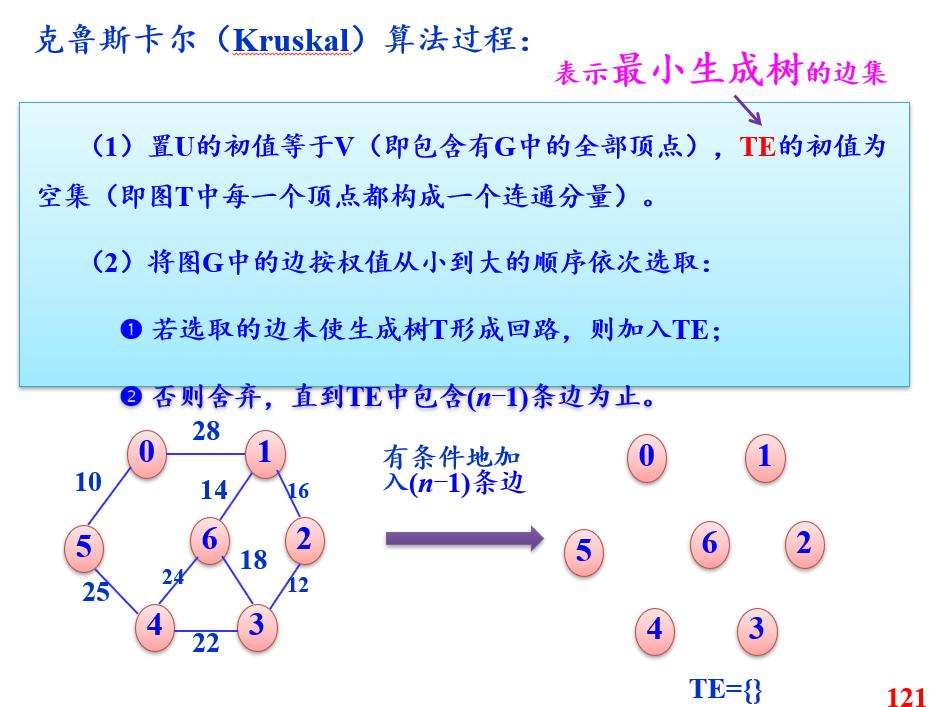 克鲁斯卡尔（Kruskal）算法过程：
表示最小生成树的边集
（1）置U的初值等于V（即包含有G中的全部顶点），TE的初值为
空集（即图T中每一个顶点都构成一个连通分量）。
（2）将图G中的边按权值从小到大的顺序依次选取：
❶ 若选取的边未使生成树T形成回路，则加入TE；
❷ 否则舍弃，直到TE中包含(n-1)条边为止。
28
0
1
10
14
16
5
6
2
18
25
24
12
4
3
22
有条件地加
入(n-1)条边
0
1
5
6
2
4
3
TE={}
121